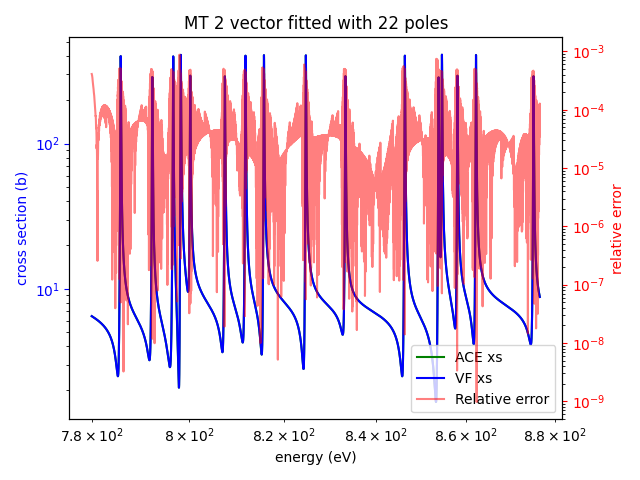 MT 2 vector fitted with 22 poles
10²
10¹
cross section (b)
10⁻³
10⁻⁴
10⁻⁵
10⁻⁶
10⁻⁷
10⁻⁸
10⁻⁹
relative error
ACE xs
VF xs
Relative error
7.8 × 10² 8 × 10² 8.2 × 10² 8.4 × 10² 8.6 × 10² 8.8 × 10²
energy (eV)